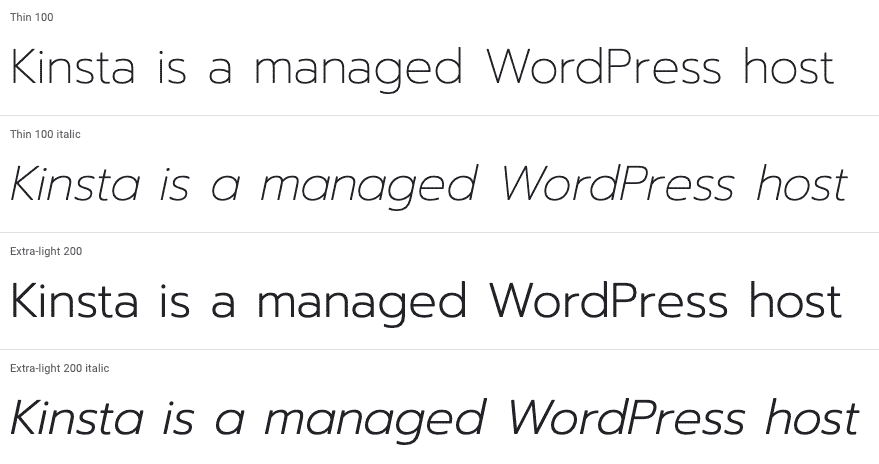 Thin 100
Kinsta is a managed WordPress host
Thin 100 italic
Kinsta is a managed WordPress host
Extra-light 200
Kinsta is a managed WordPress host
Extra-light 200 italic
Kinsta is a managed WordPress host